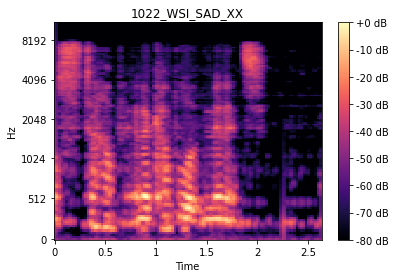 1022_WSI_SAD_XX
8192
4096
2048
1024
512
0
Hz
0
0.5
1
1.5
2
2.5
Time
+0 dB
-10 dB
-20 dB
-30 dB
-40 dB
-50 dB
-60 dB
-70 dB
-80 dB